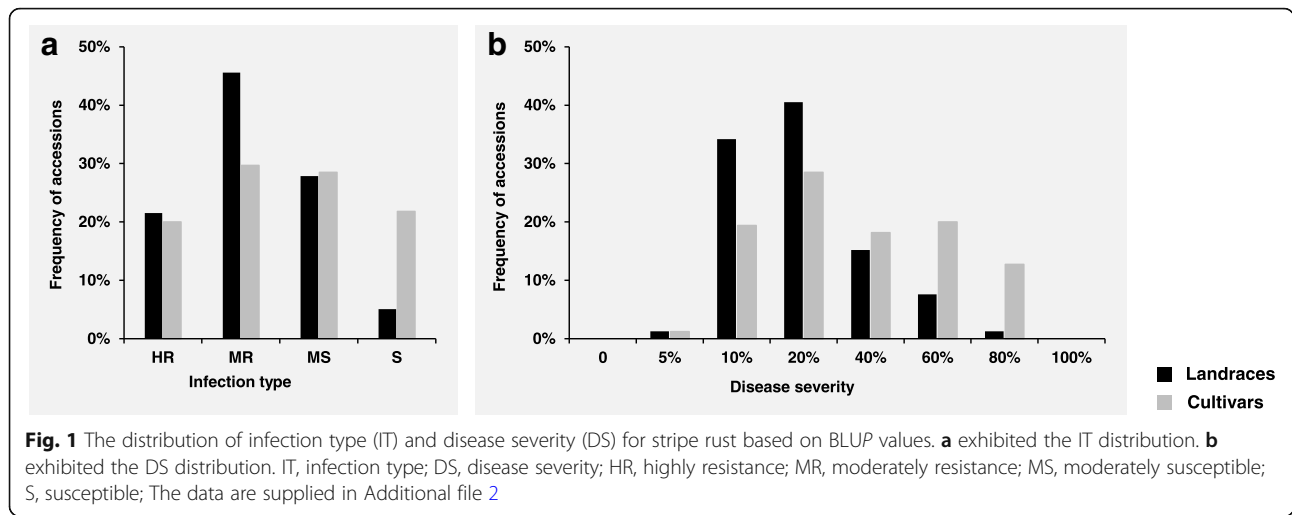 a
50%
40%
30%
20%
10%
0%
Frequency of accessions
HR MR MS S
Infection type
b
50%
40%
30%
20%
10%
0%
Frequency of accessions
0 5% 10% 20% 40% 60% 80% 100%
Disease severity
Landraces
Cultivars
Fig. 1 The distribution of infection type (IT) and disease severity (DS) for stripe rust based on BLUP values. a exhibited the IT distribution. b
exhibited the DS distribution. IT, infection type; DS, disease severity; HR, highly resistance; MR, moderately resistance; MS, moderately susceptible;
S, susceptible; The data are supplied in Additional file 2